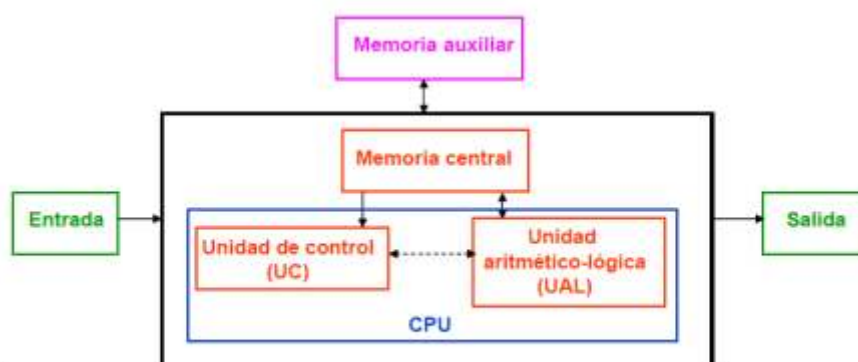 Memoria auxiliar
Memoria central
Entrada
Salida
Unidad de control
(UC)
Unidad
aritmético-lógica
(UAL)
CPU